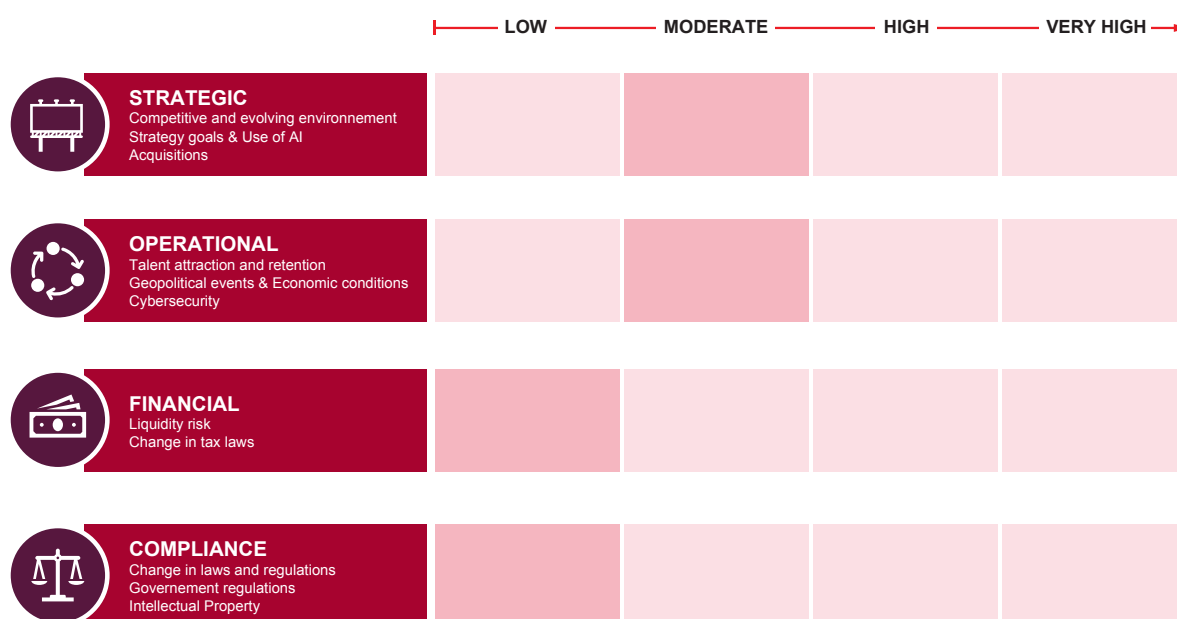 LOW MODERATE HIGH VERY HIGH
STRATEGIC
Competitive and evolving environnement
Strategy goals & Use of AI
Acquisitions
OPERATIONAL
Talent attraction and retention
Geopolitical events & Economic conditions
Cybersecurity
FINANCIAL
Liquidity risk
Change in tax laws
COMPLIANCE
Change in laws and regulations
Governement regulations
Intellectual Property